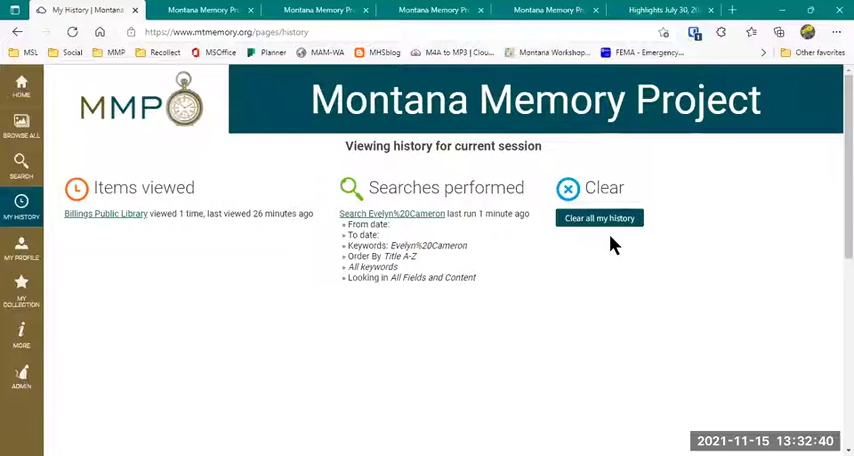 My History | Montana
Montana Memory Pro
Montana Memory Pro
Montana Memory Pro
Montana Memory Pro
Highlights July 30, 20
https://www.mtmemory.org/pages/history
MSL
Social
MMP
Recollect
MSOffice
Planner
MAM-WA
MHSblog
M4A to MP3 | Clou...
Montana Workshop...
FEMA - Emergency...
Other favorites
HOME
BROWSE ALL
SEARCH
MY HISTORY
MY PROFILE
MY COLLECTION
MORE
ADMIN
MMP
Montana Memory Project
Viewing history for current session
Items viewed
Billings Public Library viewed 1 time, last viewed 26 minutes ago
Searches performed
Search Evelyn%20Cameron last run 1 minute ago
» From date:
» To date:
» Keywords: Evelyn%20Cameron
» Order By Title A-Z
» All keywords
» Looking in All Fields and Content
Clear
Clear all my history
2021-11-15 13:32:40